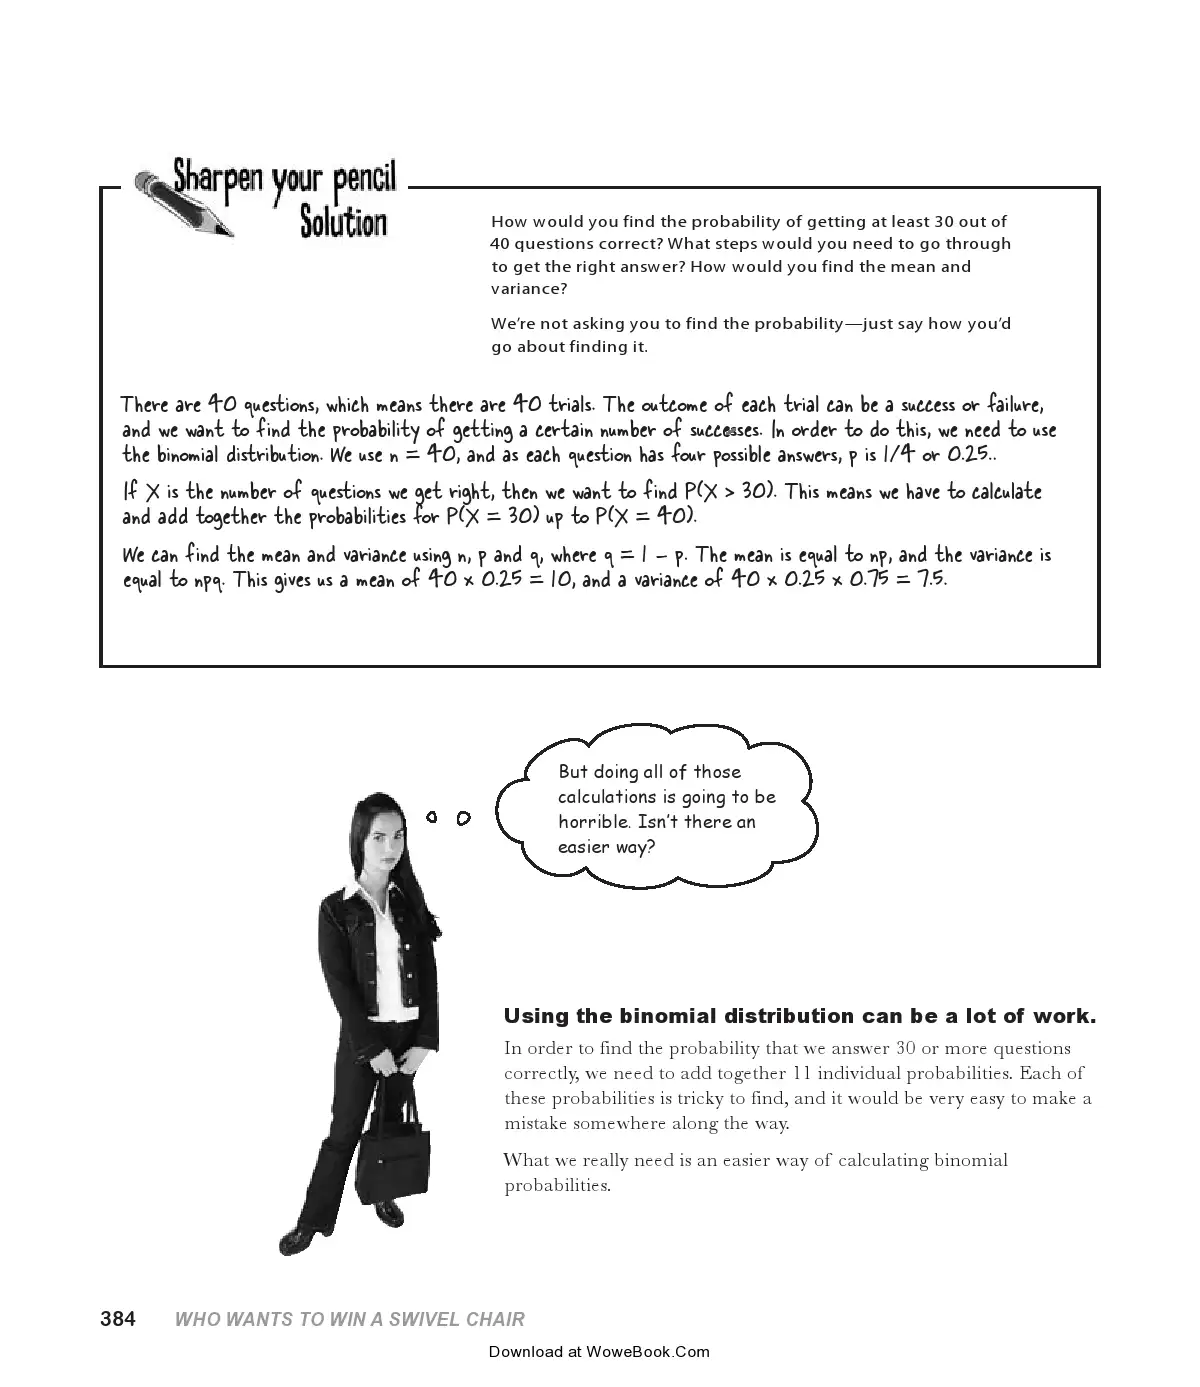 Sharpen your pencil
Solution
How would you find the probability of getting at least 30 out of
40 questions correct? What steps would you need to go through
to get the right answer? How would you find the mean and
variance?
We’re not asking you to find the probability—just say how you’d
go about finding it.
There are 40 questions, which means there are 40 trials. The outcome of each trial can be a success or failure,
and we want to find the probability of getting a certain number of successes. In order to do this, we need to use
the binomial distribution. We use n = 40, and as each question has four possible answers, p is 1/4 or 0.25..
If X is the number of questions we get right, then we want to find P(X > 30). This means we have to calculate
and add together the probabilities for P(X = 30) up to P(X = 40).
We can find the mean and variance using n, p and q, where q = 1 – p. The mean is equal to np, and the variance is
equal to npq. This gives us a mean of 40 x 0.25 = 10, and a variance of 40 x 0.25 x 0.75 = 7.5.
But doing all of those
calculations is going to be
horrible. Isn’t there an
easier way?
Using the binomial distribution can be a lot of work.
In order to find the probability that we answer 30 or more questions
correctly, we need to add together 11 individual probabilities. Each of
these probabilities is tricky to find, and it would be very easy to make a
mistake somewhere along the way.
What we really need is an easier way of calculating binomial
probabilities.
384 WHO WANTS TO WIN A SWIVEL CHAIR
Download at WoweBook.Com